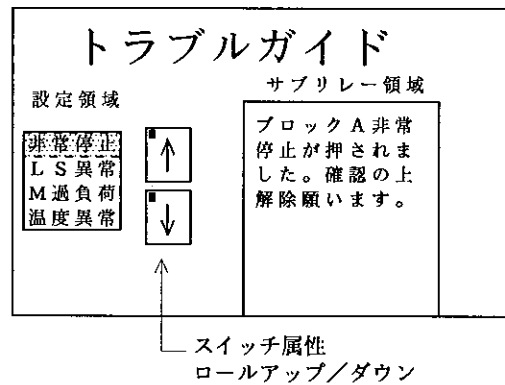 トラブルガイド
設定領域
サブリレー領域
非常停止
LS異常
M過負荷
温度異常
↑
↓
ブロックA非常
停止が押されま
した。確認の上
解除願います。
スイッチ属性
ロールアップ/ダウン